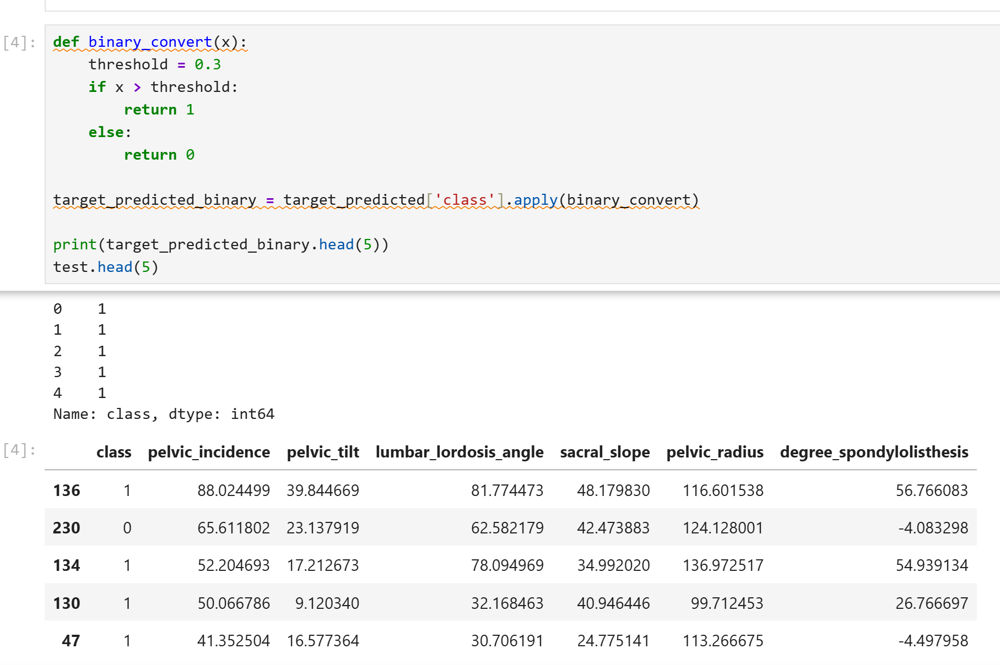 [4]: def binary_convert(x):
    threshold = 0.3
    if x > threshold:
        return 1
    else:
        return 0
target_predicted_binary = target_predicted['class'].apply(binary_convert)
print(target_predicted_binary.head(5))
test.head(5)
0    1
1    1
2    1
3    1
4    1
Name: class, dtype: int64
[4]: class pelvic_incidence pelvic_tilt lumbar_lordosis_angle sacral_slope pelvic_radius degree_spondylolisthesis
136 1 88.024499 39.844669 81.774473 48.179830 116.601538 56.766083
230 0 65.611802 23.137919 62.582179 42.473883 124.128001 -4.083298
134 1 52.204693 17.212673 78.094969 34.992020 136.972517 54.939134
130 1 50.066786 9.120340 32.168463 40.946446 99.712453 26.766697
47 1 41.352504 16.577364 30.706191 24.775141 113.266675 -4.497958